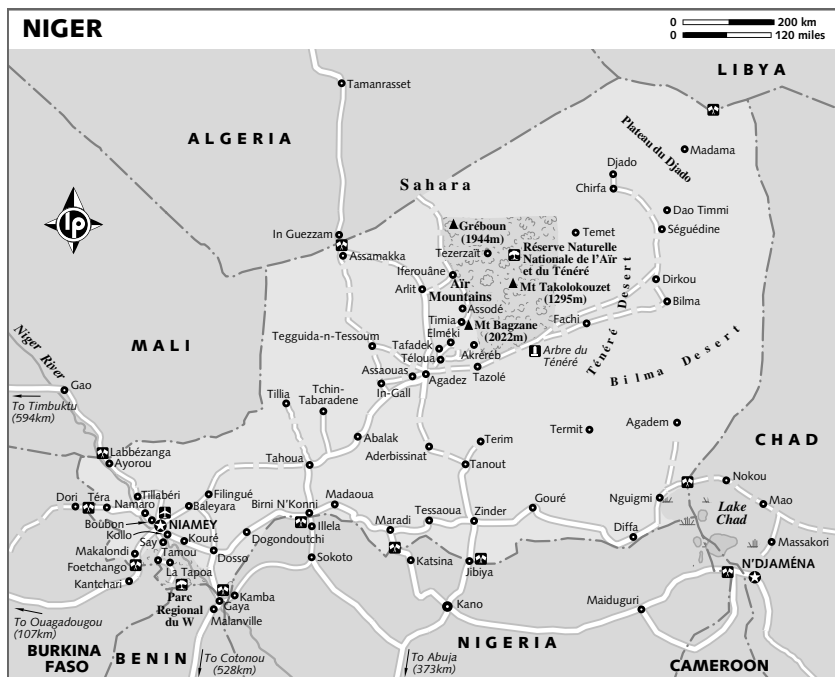 NIGER
0 200 km
0 120 miles
LIBYA
Tamanrasset
ALGERIA
Plateau du Djado
Madama
Djado
Chirfa
Sahara
Dao Timmi
lp
Gréboun
(1944m)
Temet
Séguédine
In Guezzam
Tezerzaït
Réserve Naturelle
Nationale de l'Aïr
et du Ténéré
Assamakka
Iferouâne
Dirkou
Arlit
Aïr
Mountains
Mt Takolokouzet
(1295m)
Assodé
Bilma
Timia
Elméki
Mt Bagzane
(2022m)
Fachi
Ténéré Desert
Niger River
MALI
Tegguida-n-Tessoum
Tafadek
Téloua
Akréréb
Arbre du
Ténéré
Bilma Desert
Assaouas
In-Gall
Agadez
Tazolé
Gao
To Timbuktu
(594km)
Tillia
Tchin-
Tabaradene
Agadem
Termit
Abalak
Aderbissinat
Terim
CHAD
Labbézanga
Ayorou
Tahoua
Tanout
Nokou
Dori
Téra
Tillabéri
Filingué
Namaro
Baleyara
Birni N'Konni
Madaoua
Gouré
Nguigmi
Mao
Boubon
NIAMEY
Illela
Tessaoua
Zinder
Lake
Chad
Kollo
Say
Kouré
Dogondoutchi
Maradi
Diffa
Massakori
Makalondi
Tamou
Dosso
Sokoto
Katsina
Jibiya
Foetchango
La Tapoa
N'DJAMÉNA
Kantchari
Parc
Regional
du W
Kamba
Gaya
Malanville
Kano
Maiduguri
To Ouagadougou
(107km)
BURKINA
FASO
BENIN
To Cotonou
(528km)
To Abuja
(373km)
NIGERIA
CAMEROON